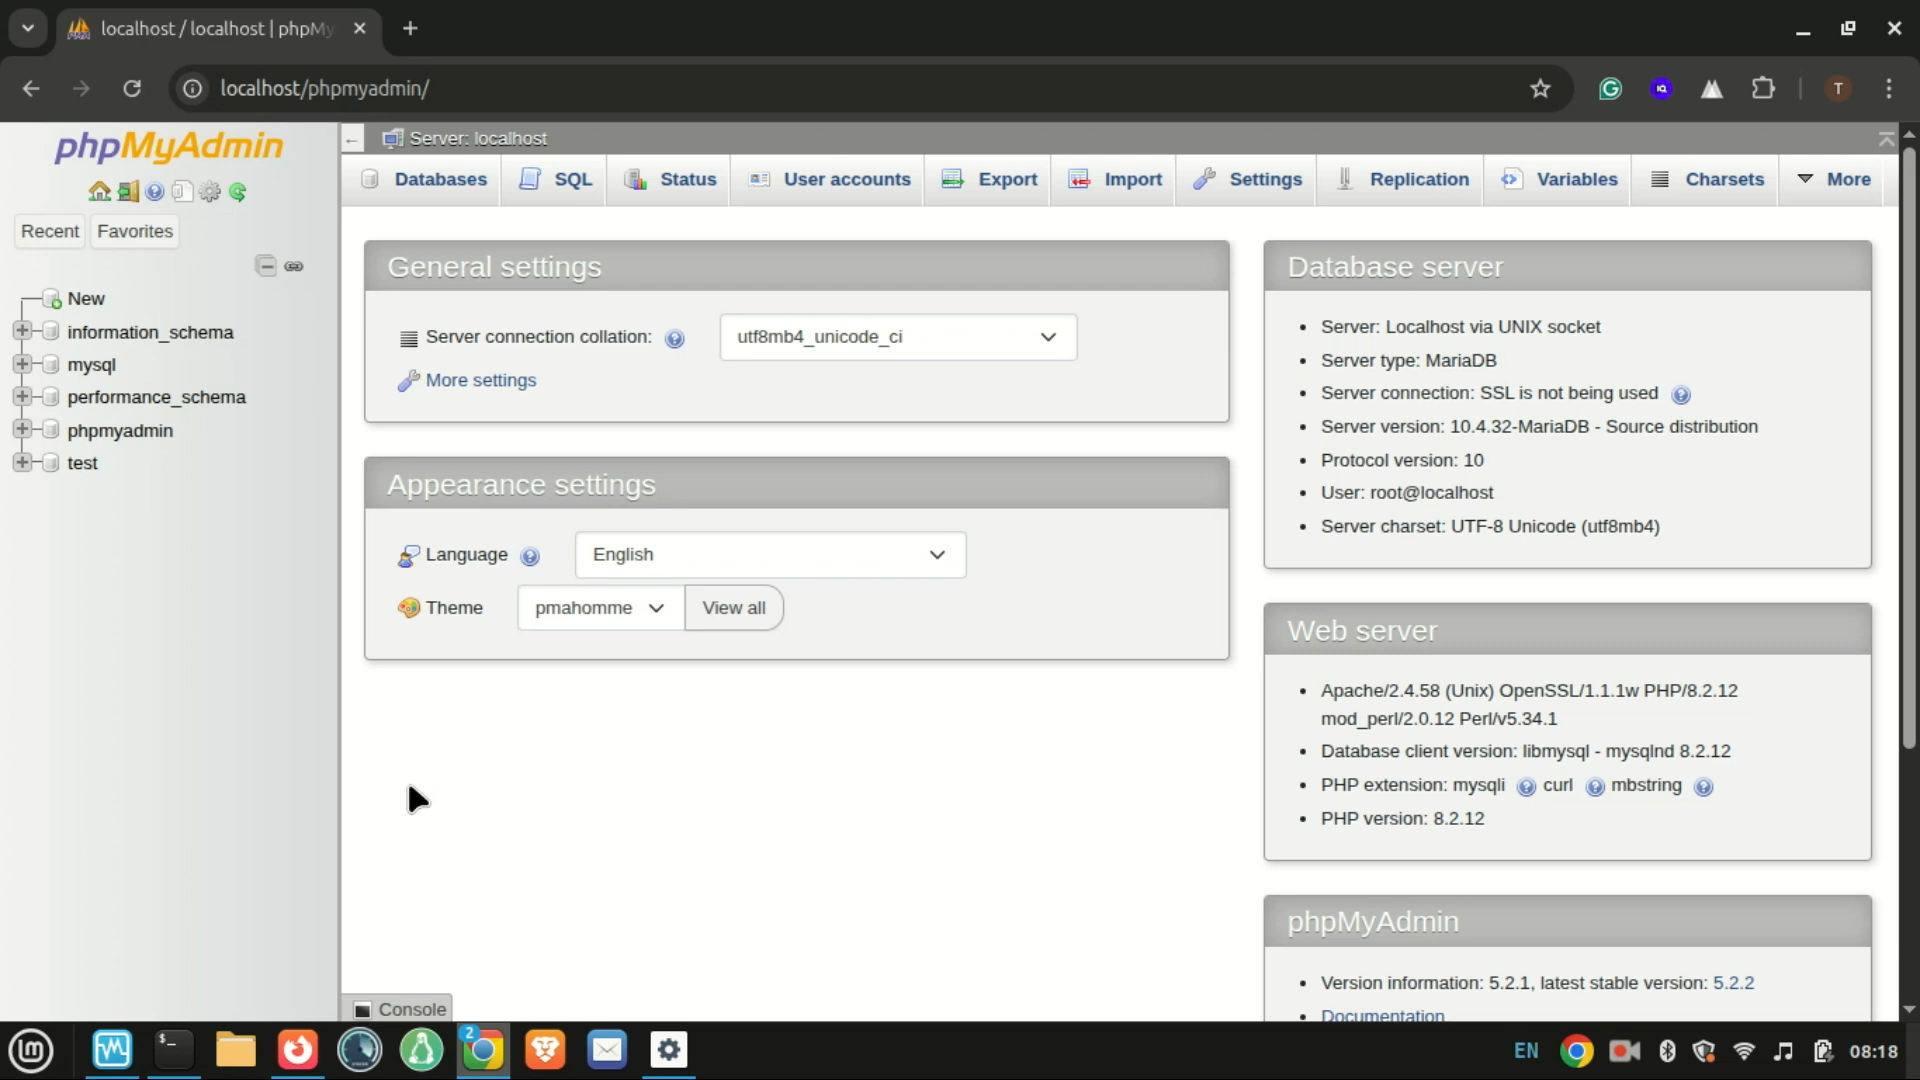 localhost / localhost | phpMy
localhost/phpmyadmin/
T
phpMyAdmin
Recent
Favorites
New
information_schema
mysql
performance_schema
phpmyadmin
test
Server: localhost
Databases
SQL
Status
User accounts
Export
Import
Settings
Replication
Variables
Charsets
More
General settings
Server connection collation:
utf8mb4_unicode_ci
More settings
Appearance settings
Language
English
Theme
pmahomme
View all
Database server
Server: Localhost via UNIX socket
Server type: MariaDB
Server connection: SSL is not being used
Server version: 10.4.32-MariaDB - Source distribution
Protocol version: 10
User: root@localhost
Server charset: UTF-8 Unicode (utf8mb4)
Web server
Apache/2.4.58 (Unix) OpenSSL/1.1.1w PHP/8.2.12
mod_perl/2.0.12 Perl/v5.34.1
Database client version: libmysql - mysqlnd 8.2.12
PHP extension: mysqli curl mbstring
PHP version: 8.2.12
phpMyAdmin
Version information: 5.2.1, latest stable version: 5.2.2
Documentation
Console
2
EN
08:18